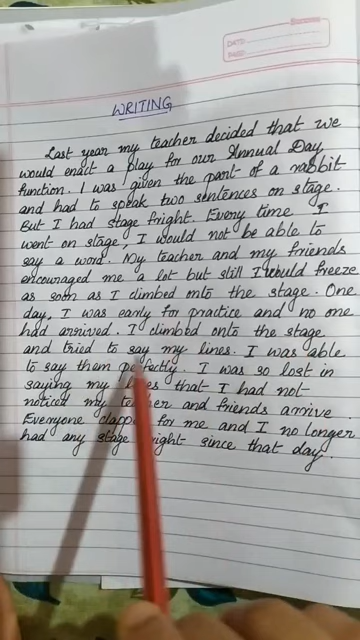 DATE:
PAGE:
WRITING
Last year my teacher decided that we
would enact a play for our Annual Day
function. I was given the part of a rabbit
and had to speak two sentences on stage.
But I had stage fright. Every time I
went on stage, I would not be able to
say a word. My teacher and my friends
encouraged me a lot but still I would freeze
as soon as I climbed onto the stage. One
day, I was early for practice and no one
had arrived. I climbed onto the stage
and tried to say my lines. I was able
to say them perfectly. I was so lost in
saying my that I had not
noticed my and friends arrive.
Everyone for me and I no longer
had any stage since that day.